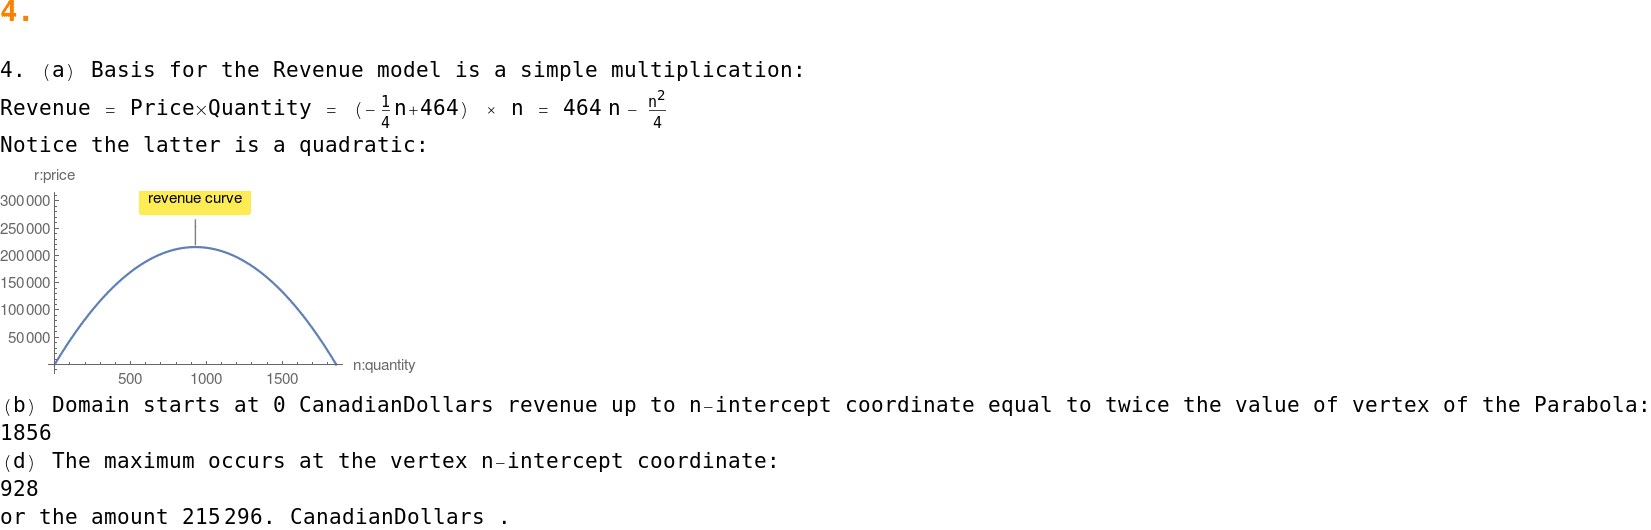 4.
4. (a) Basis for the Revenue model is a simple multiplication:
Revenue = Price×Quantity = (-1/4 n+464) × n = 464 n - n²/4
Notice the latter is a quadratic:
r:price
revenue curve
300 000
250 000
200 000
150 000
100 000
50 000
n:quantity
500 1000 1500
(b) Domain starts at 0 CanadianDollars revenue up to n-intercept coordinate equal to twice the value of vertex of the Parabola:
1856
(d) The maximum occurs at the vertex n-intercept coordinate:
928
or the amount 215 296. CanadianDollars .